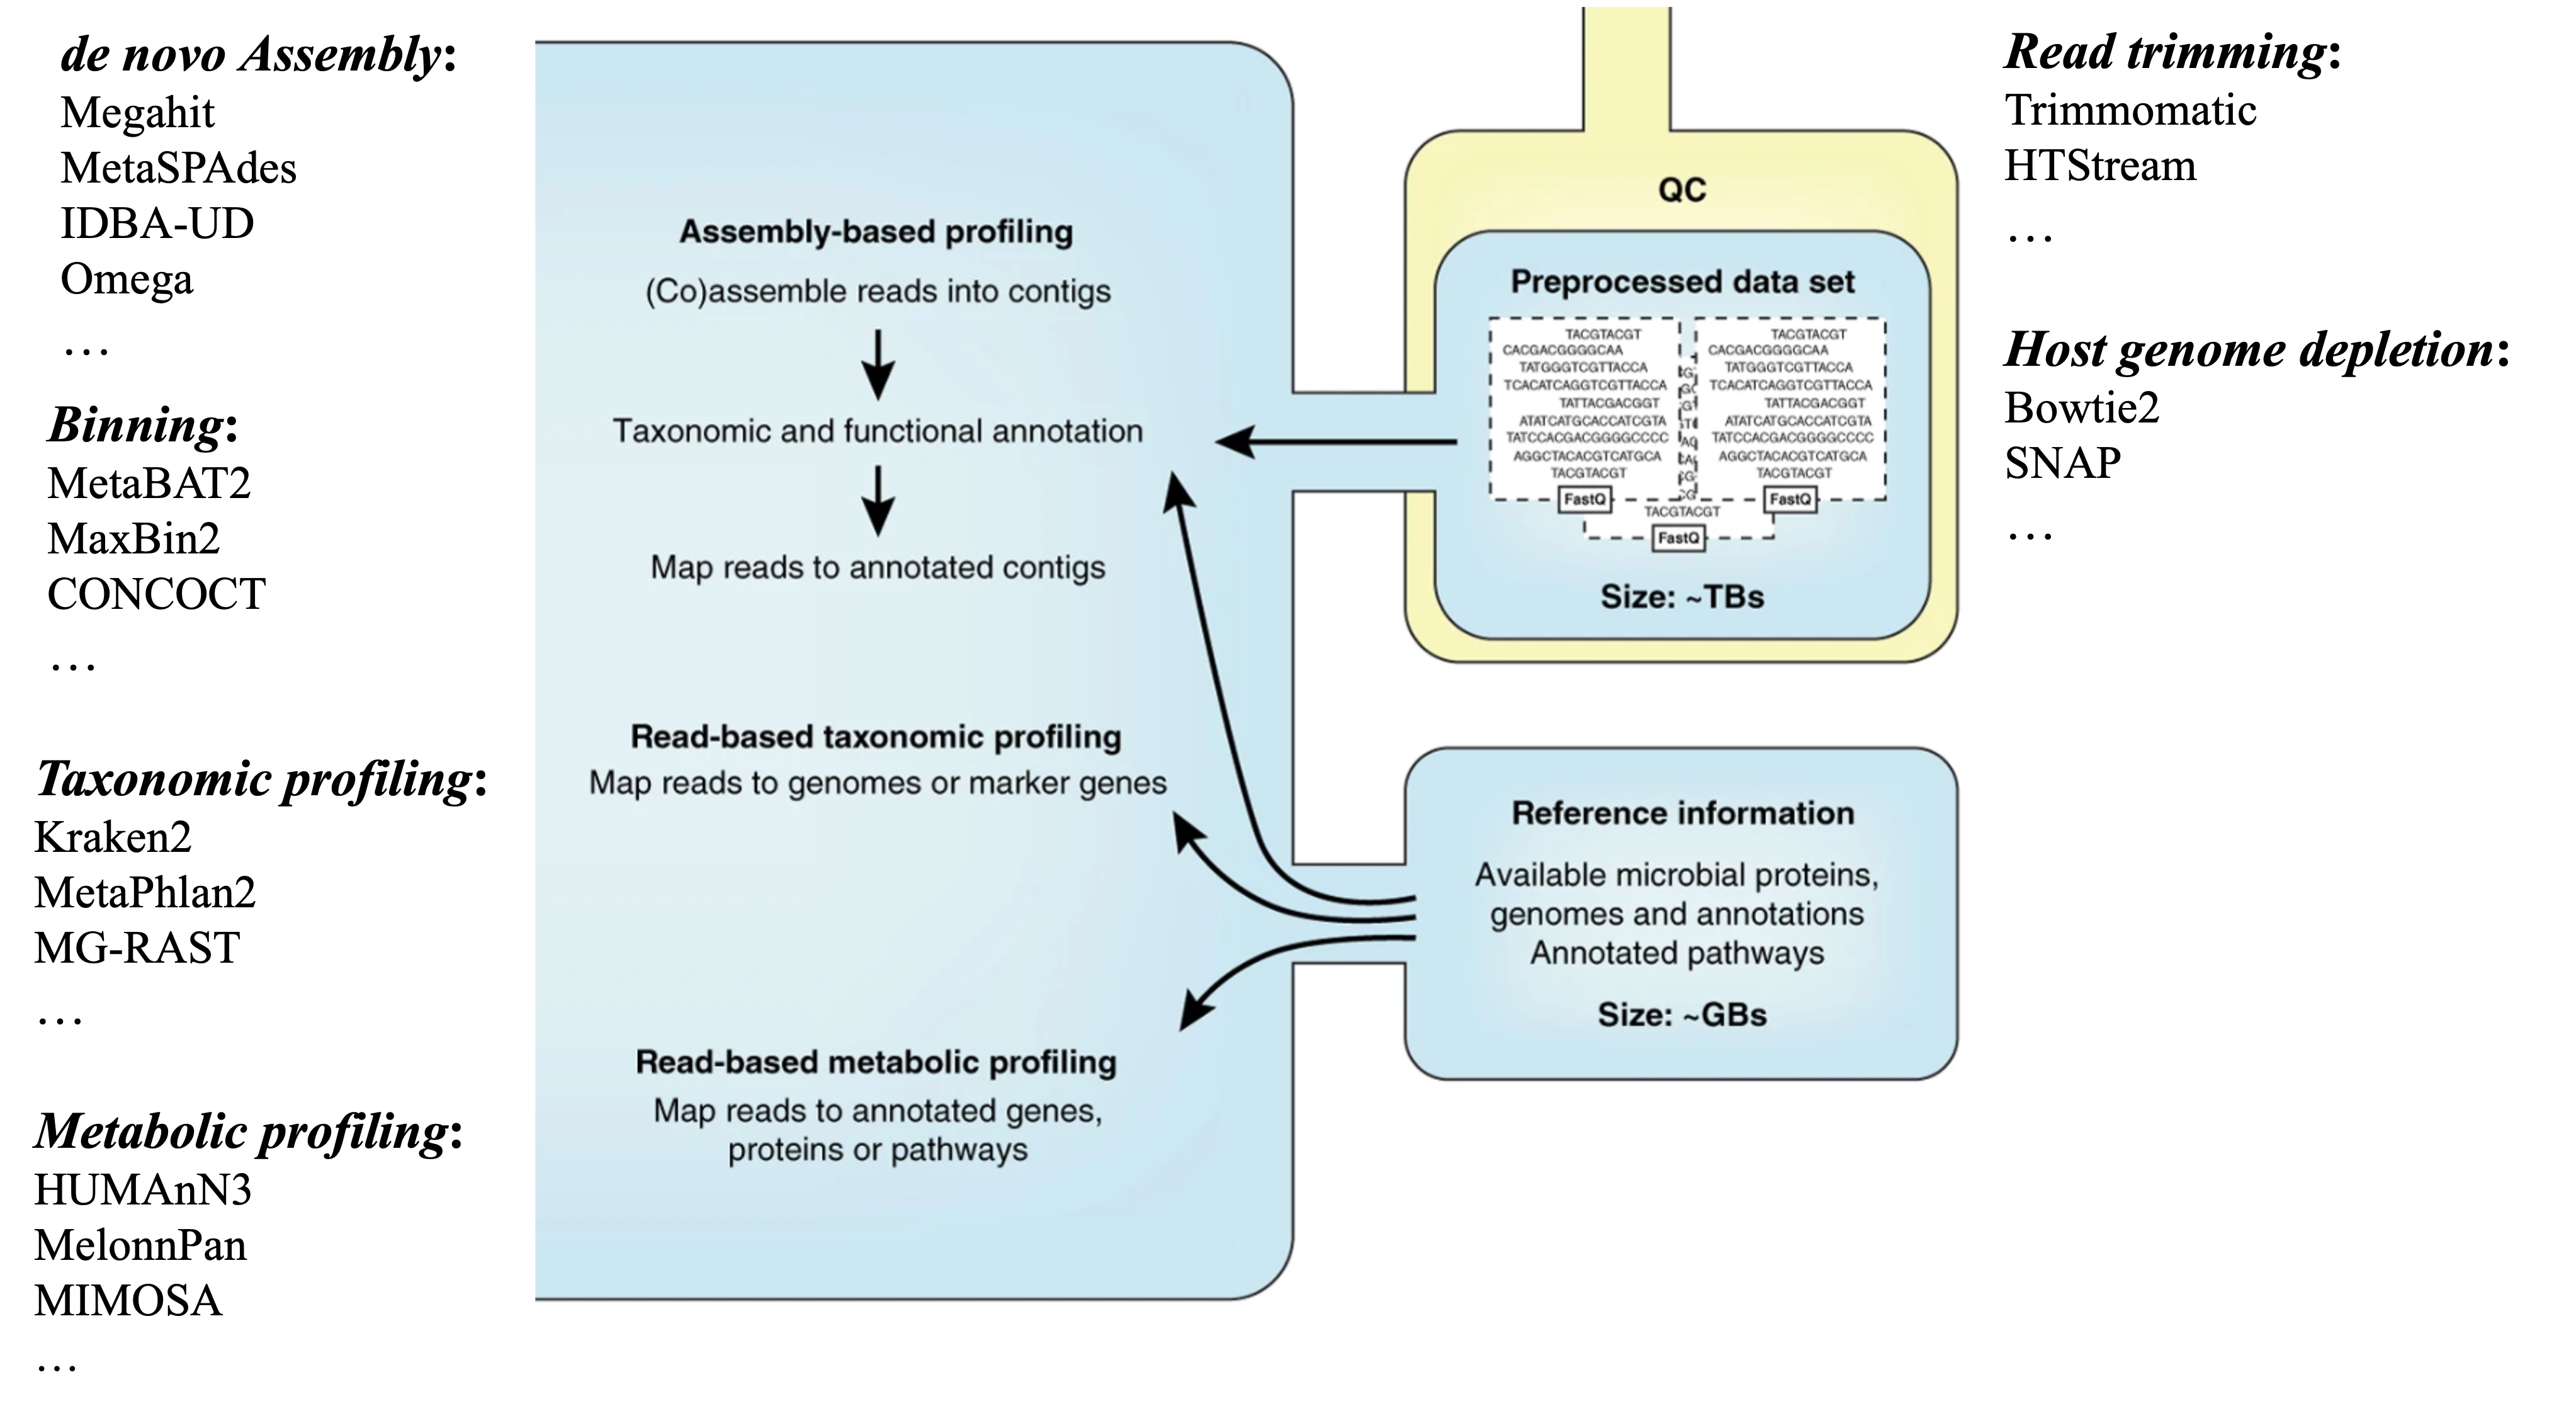 de novo Assembly:
Megahit
MetaSPAdes
IDBA-UD
Omega
…
Binning:
MetaBAT2
MaxBin2
CONCOCT
…
Taxonomic profiling:
Kraken2
MetaPhlan2
MG-RAST
…
Metabolic profiling:
HUMAnN3
MelonnPan
MIMOSA
…
Assembly-based profiling
(Co)assemble reads into contigs
Taxonomic and functional annotation
Map reads to annotated contigs
Read-based taxonomic profiling
Map reads to genomes or marker genes
Read-based metabolic profiling
Map reads to annotated genes,
proteins or pathways
QC
Preprocessed data set
TACGTACGT
CACGACGGGGCAA
TATGGGTCGTTACCA
TCACATCAGGTCGTTACCA
TATTACGACGGT
ATATCATGCACCATCGTA
TATCCACGACGGGGCCCC
AGGCTACACGTCATGCA
TACGTACGT
FastQ
TACGTACGT
CACGACGGGGCAA
TATGGGTCGTTACCA
TCACATCAGGTCGTTACCA
TATTACGACGGT
ATATCATGCACCATCGTA
TATCCACGACGGGGCCCC
AGGCTACACGTCATGCA
TACGTACGT
FastQ
TACGTACGT
FastQ
Size: ~TBs
Reference information
Available microbial proteins,
genomes and annotations
Annotated pathways
Size: ~GBs
Read trimming:
Trimmomatic
HTStream
…
Host genome depletion:
Bowtie2
SNAP
…